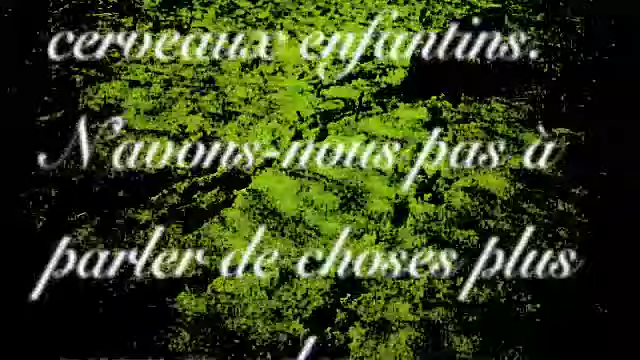 cerveaux enfantins.
N'avons-nous pas à
parler de choses plus